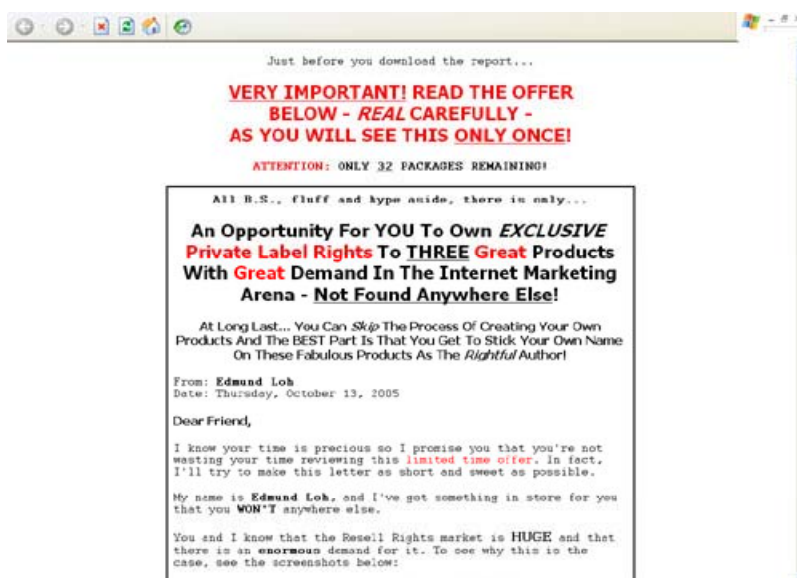 Just before you download the report...
VERY IMPORTANT! READ THE OFFER
BELOW - REAL CAREFULLY -
AS YOU WILL SEE THIS ONLY ONCE!
ATTENTION: ONLY 32 PACKAGES REMAINING!
All B.S., fluff and hype aside, there is only...
An Opportunity For YOU To Own EXCLUSIVE
Private Label Rights To THREE Great Products
With Great Demand In The Internet Marketing
Arena - Not Found Anywhere Else!
At Long Last... You Can Skip The Process Of Creating Your Own
Products And The BEST Part Is That You Get To Stick Your Own Name
On These Fabulous Products As The Rightful Author!
From: Edmund Loh
Date: Thursday, October 13, 2005
Dear Friend,
I know your time is precious so I promise you that you're not
wasting your time reviewing this limited time offer. In fact,
I'll try to make this letter as short and sweet as possible.
My name is Edmund Loh, and I've got something in store for you
that you WON'T anywhere else.
You and I know that the Resell Rights market is HUGE and that
there is an enormous demand for it. To see why this is the
case, see the screenshots below: